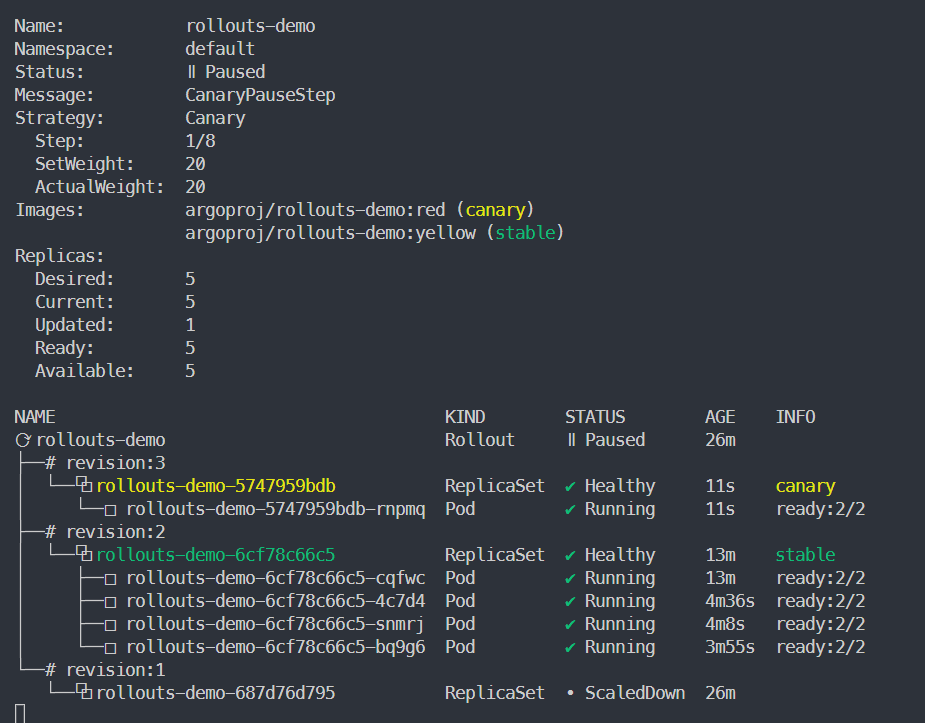 Name:                 rollouts-demo
Namespace:       default
Status:               ॥ Paused
Message:           CanaryPauseStep
Strategy:           Canary
  Step:               1/8
  SetWeight:       20
  ActualWeight:  20
Images:               argoproj/rollouts-demo:red (canary)
                      argoproj/rollouts-demo:yellow (stable)
Replicas:
  Desired:         5
  Current:         5
  Updated:         1
  Ready:             5
  Available:       5
NAME                                        KIND        STATUS        AGE    INFO
⟳ rollouts-demo                             Rollout     ॥ Paused      26m
├──# revision:3
│  └──⧉ rollouts-demo-5747959bdb            ReplicaSet  ✔ Healthy     11s    canary
│     └──□ rollouts-demo-5747959bdb-rnpmq   Pod         ✔ Running     11s    ready:2/2
├──# revision:2
│  └──⧉ rollouts-demo-6cf78c66c5            ReplicaSet  ✔ Healthy     13m    stable
│     ├──□ rollouts-demo-6cf78c66c5-cqfwc   Pod         ✔ Running     13m    ready:2/2
│     ├──□ rollouts-demo-6cf78c66c5-4c7d4   Pod         ✔ Running     4m36s  ready:2/2
│     ├──□ rollouts-demo-6cf78c66c5-snmrj   Pod         ✔ Running     4m8s   ready:2/2
│     └──□ rollouts-demo-6cf78c66c5-bq9g6   Pod         ✔ Running     3m55s  ready:2/2
└──# revision:1
   └──⧉ rollouts-demo-687d76d795            ReplicaSet  • ScaledDown  26m